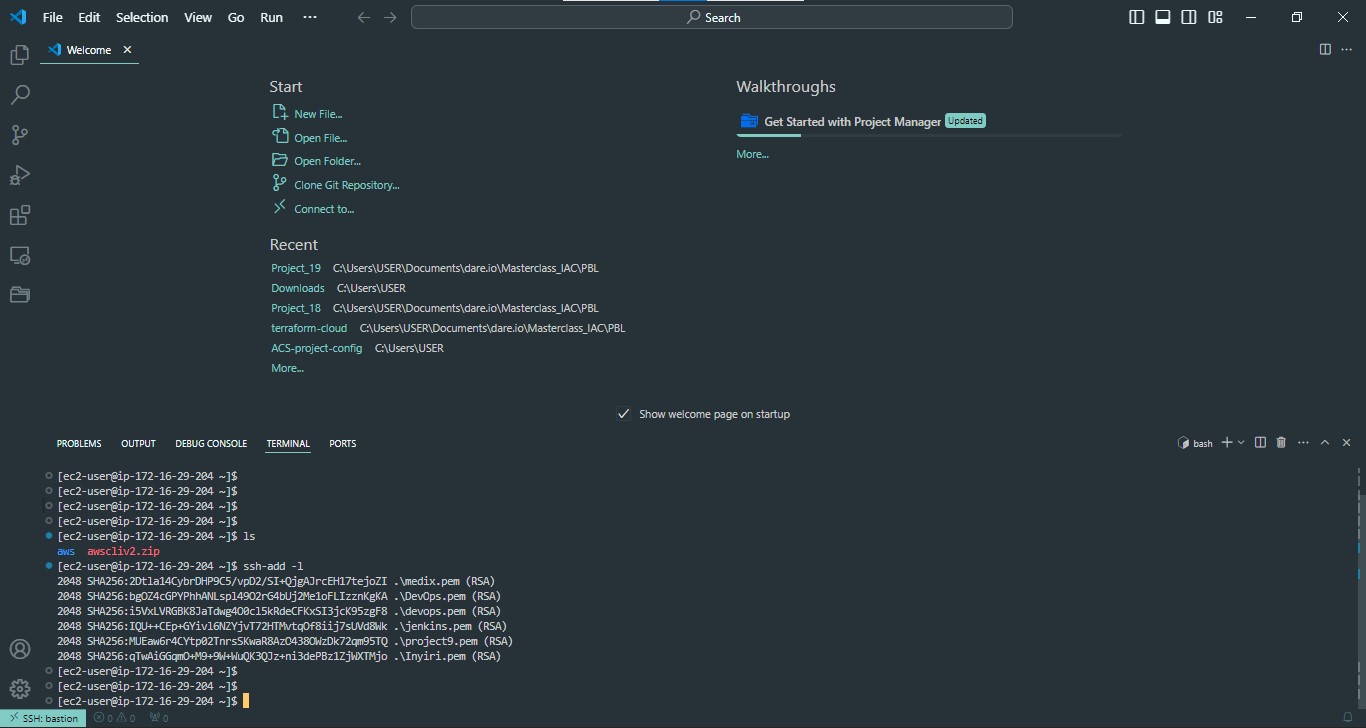 File Edit Selection View Go Run ··· Search
Welcome
Start
New File...
Open File...
Open Folder...
Clone Git Repository...
Connect to...
Walkthroughs
Get Started with Project Manager Updated
More...
Recent
Project_19 C:\Users\USER\Documents\dare.io\Masterclass_IAC\PBL
Downloads C:\Users\USER
Project_18 C:\Users\USER\Documents\dare.io\Masterclass_IAC\PBL
terraform-cloud C:\Users\USER\Documents\dare.io\Masterclass_IAC\PBL
ACS-project-config C:\Users\USER
More...
Show welcome page on startup
PROBLEMS OUTPUT DEBUG CONSOLE TERMINAL PORTS bash
[ec2-user@ip-172-16-29-204 ~]$
[ec2-user@ip-172-16-29-204 ~]$
[ec2-user@ip-172-16-29-204 ~]$
[ec2-user@ip-172-16-29-204 ~]$
[ec2-user@ip-172-16-29-204 ~]$ ls
aws awscliv2.zip
[ec2-user@ip-172-16-29-204 ~]$ ssh-add -l
2048 SHA256:2Dtla14CybrDHP9C5/vpD2/SI+QjgAJrcEH17tejoZI .\medix.pem (RSA)
2048 SHA256:bgOZ4cGPYPhhANLspl49O2rG4bUj2Me1oFLIzznKgKA .\DevOps.pem (RSA)
2048 SHA256:i5VxLVRGBK8JaTdwg4O0cl5kRdeCFKxSI3jcK95zgF8 .\devops.pem (RSA)
2048 SHA256:IQU++CEp+GYivl6NZYjvT72HTMvtqOf8iij7sUVd8Wk .\jenkins.pem (RSA)
2048 SHA256:MUEaw6r4CYtp02TnrsSKwaR8AzO438OWzDk72qm95TQ .\project9.pem (RSA)
2048 SHA256:qTwAiGGqmO+M9+9W+WuQK3QJz+ni3dePBz1ZjWXTMjo .\Inyiri.pem (RSA)
[ec2-user@ip-172-16-29-204 ~]$
[ec2-user@ip-172-16-29-204 ~]$
[ec2-user@ip-172-16-29-204 ~]$
SSH: bastion 0 0 0